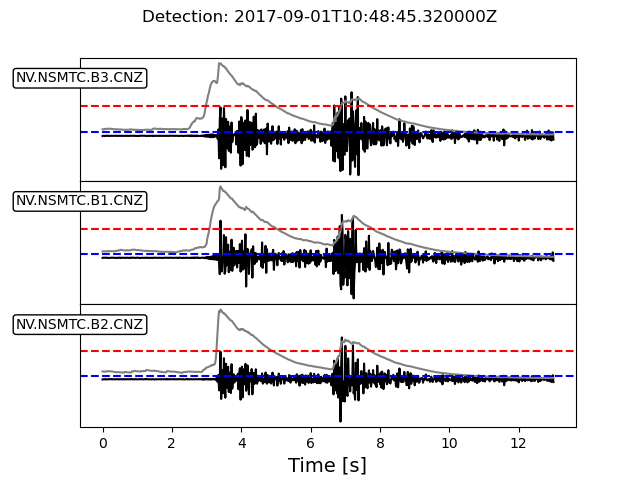 Detection: 2017-09-01T10:48:45.320000Z
NV.NSMTC.B3.CNZ
NV.NSMTC.B1.CNZ
NV.NSMTC.B2.CNZ
0 2 4 6 8 10 12
Time [s]